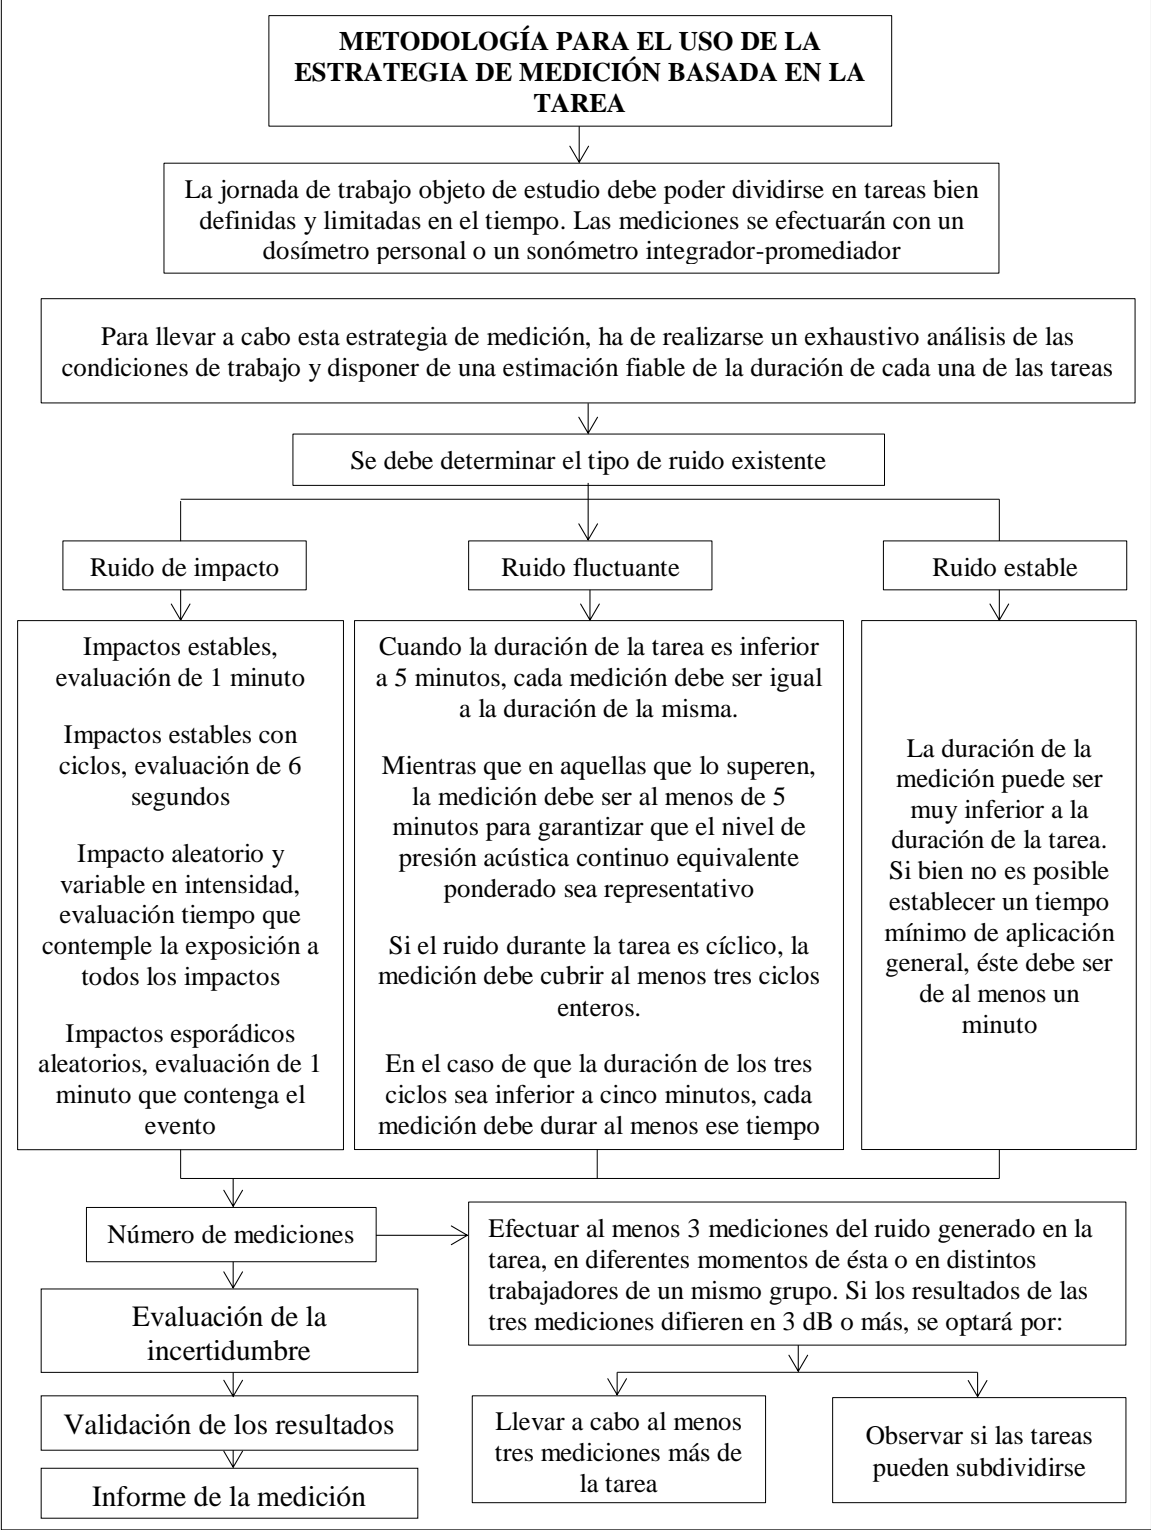 METODOLOGÍA PARA EL USO DE LA
ESTRATEGIA DE MEDICIÓN BASADA EN LA
TAREA
La jornada de trabajo objeto de estudio debe poder dividirse en tareas bien
definidas y limitadas en el tiempo. Las mediciones se efectuarán con un
dosímetro personal o un sonómetro integrador-promediador
Para llevar a cabo esta estrategia de medición, ha de realizarse un exhaustivo análisis de las
condiciones de trabajo y disponer de una estimación fiable de la duración de cada una de las tareas
Se debe determinar el tipo de ruido existente
Ruido de impacto
Impactos estables,
evaluación de 1 minuto
Impactos estables con
ciclos, evaluación de 6
segundos
Impacto aleatorio y
variable en intensidad,
evaluación tiempo que
contemple la exposición a
todos los impactos
Impactos esporádicos
aleatorios, evaluación de 1
minuto que contenga el
evento
Ruido fluctuante
Cuando la duración de la tarea es inferior
a 5 minutos, cada medición debe ser igual
a la duración de la misma.
Mientras que en aquellas que lo superen,
la medición debe ser al menos de 5
minutos para garantizar que el nivel de
presión acústica continuo equivalente
ponderado sea representativo
Si el ruido durante la tarea es cíclico, la
medición debe cubrir al menos tres ciclos
enteros.
En el caso de que la duración de los tres
ciclos sea inferior a cinco minutos, cada
medición debe durar al menos ese tiempo
Ruido estable
La duración de la
medición puede ser
muy inferior a la
duración de la tarea.
Si bien no es posible
establecer un tiempo
mínimo de aplicación
general, éste debe ser
de al menos un
minuto
Número de mediciones
Efectuar al menos 3 mediciones del ruido generado en la
tarea, en diferentes momentos de ésta o en distintos
trabajadores de un mismo grupo. Si los resultados de las
tres mediciones difieren en 3 dB o más, se optará por:
Llevar a cabo al menos
tres mediciones más de
la tarea
Observar si las tareas
pueden subdividirse
Evaluación de la
incertidumbre
Validación de los resultados
Informe de la medición